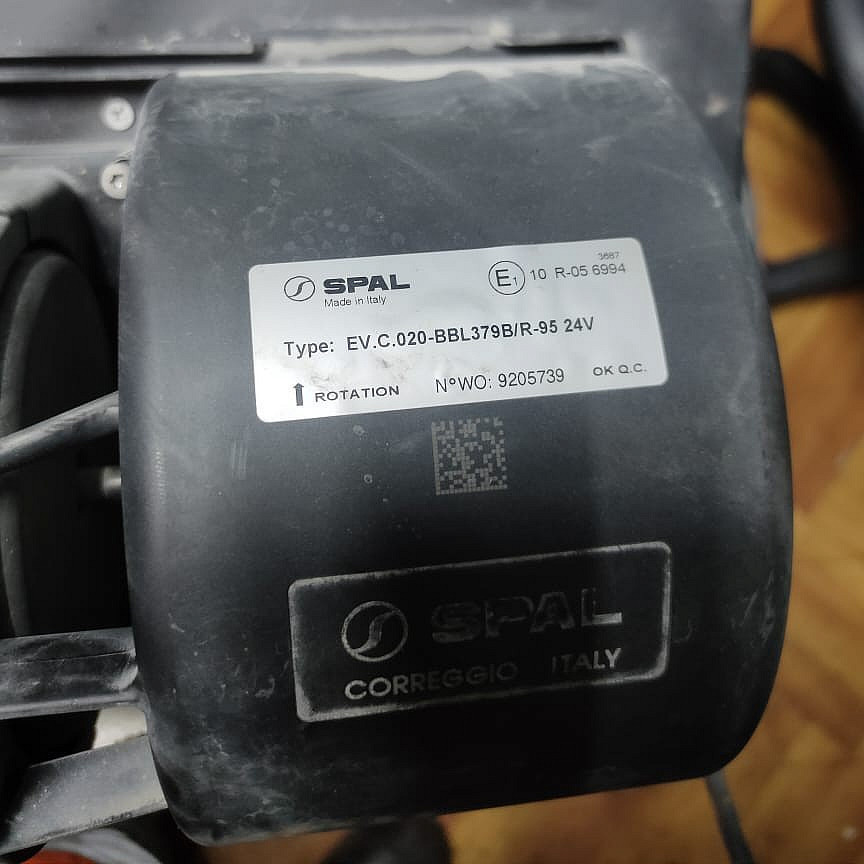 SPAL
Made in Italy
E1 10 R-05 6994
3687
Type: EV.C.020-BBL379B/R-95 24V
↑ ROTATION N°WO: 9205739 OK Q.C.
SPAL
CORREGGIO ITALY